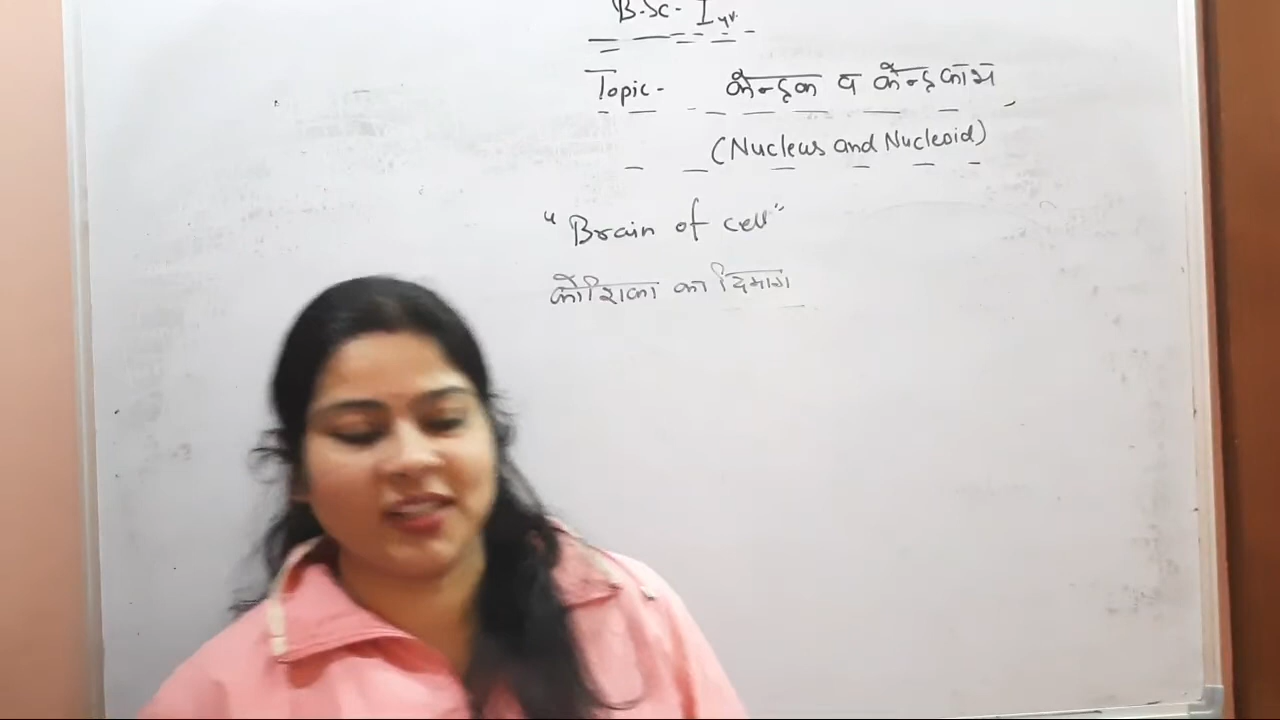 B.Sc- I yr.
Topic- केन्द्रक व केन्द्रकाभ
(Nucleus and Nucleoid)
"Brain of cell"
कोशिका का दिमाग